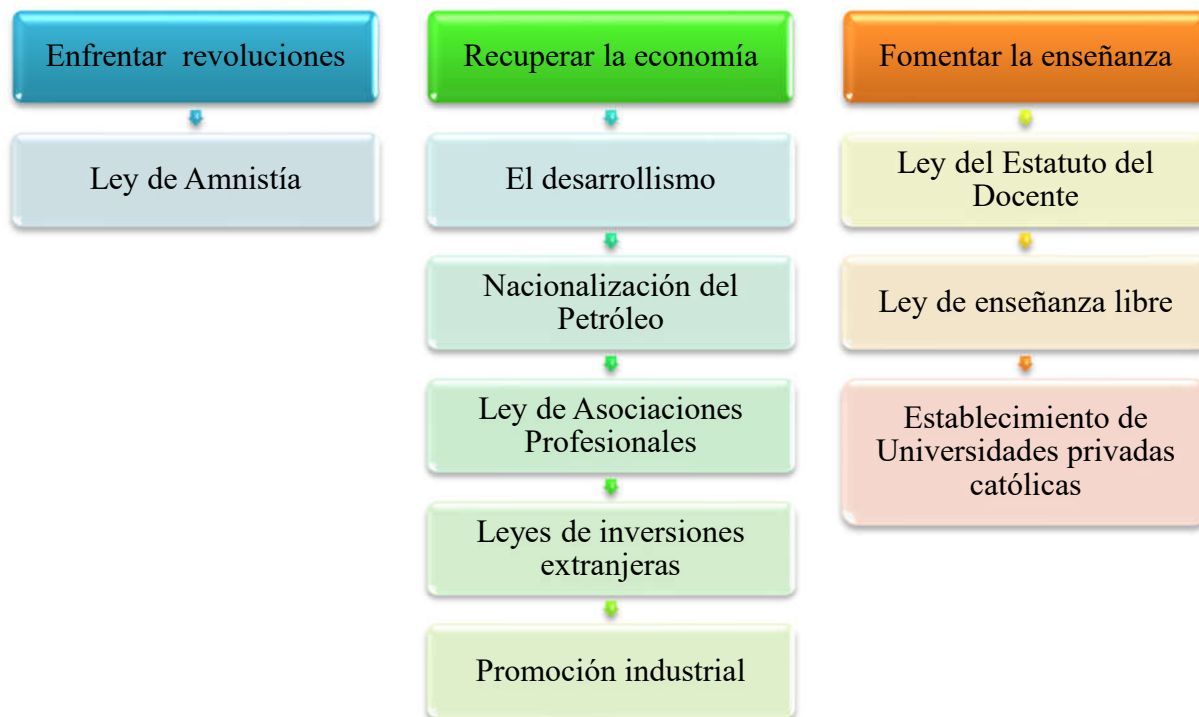 Enfrentar revoluciones
Ley de Amnistía
Recuperar la economía
El desarrollismo
Nacionalización del
Petróleo
Ley de Asociaciones
Profesionales
Leyes de inversiones
extranjeras
Promoción industrial
Fomentar la enseñanza
Ley del Estatuto del
Docente
Ley de enseñanza libre
Establecimiento de
Universidades privadas
católicas